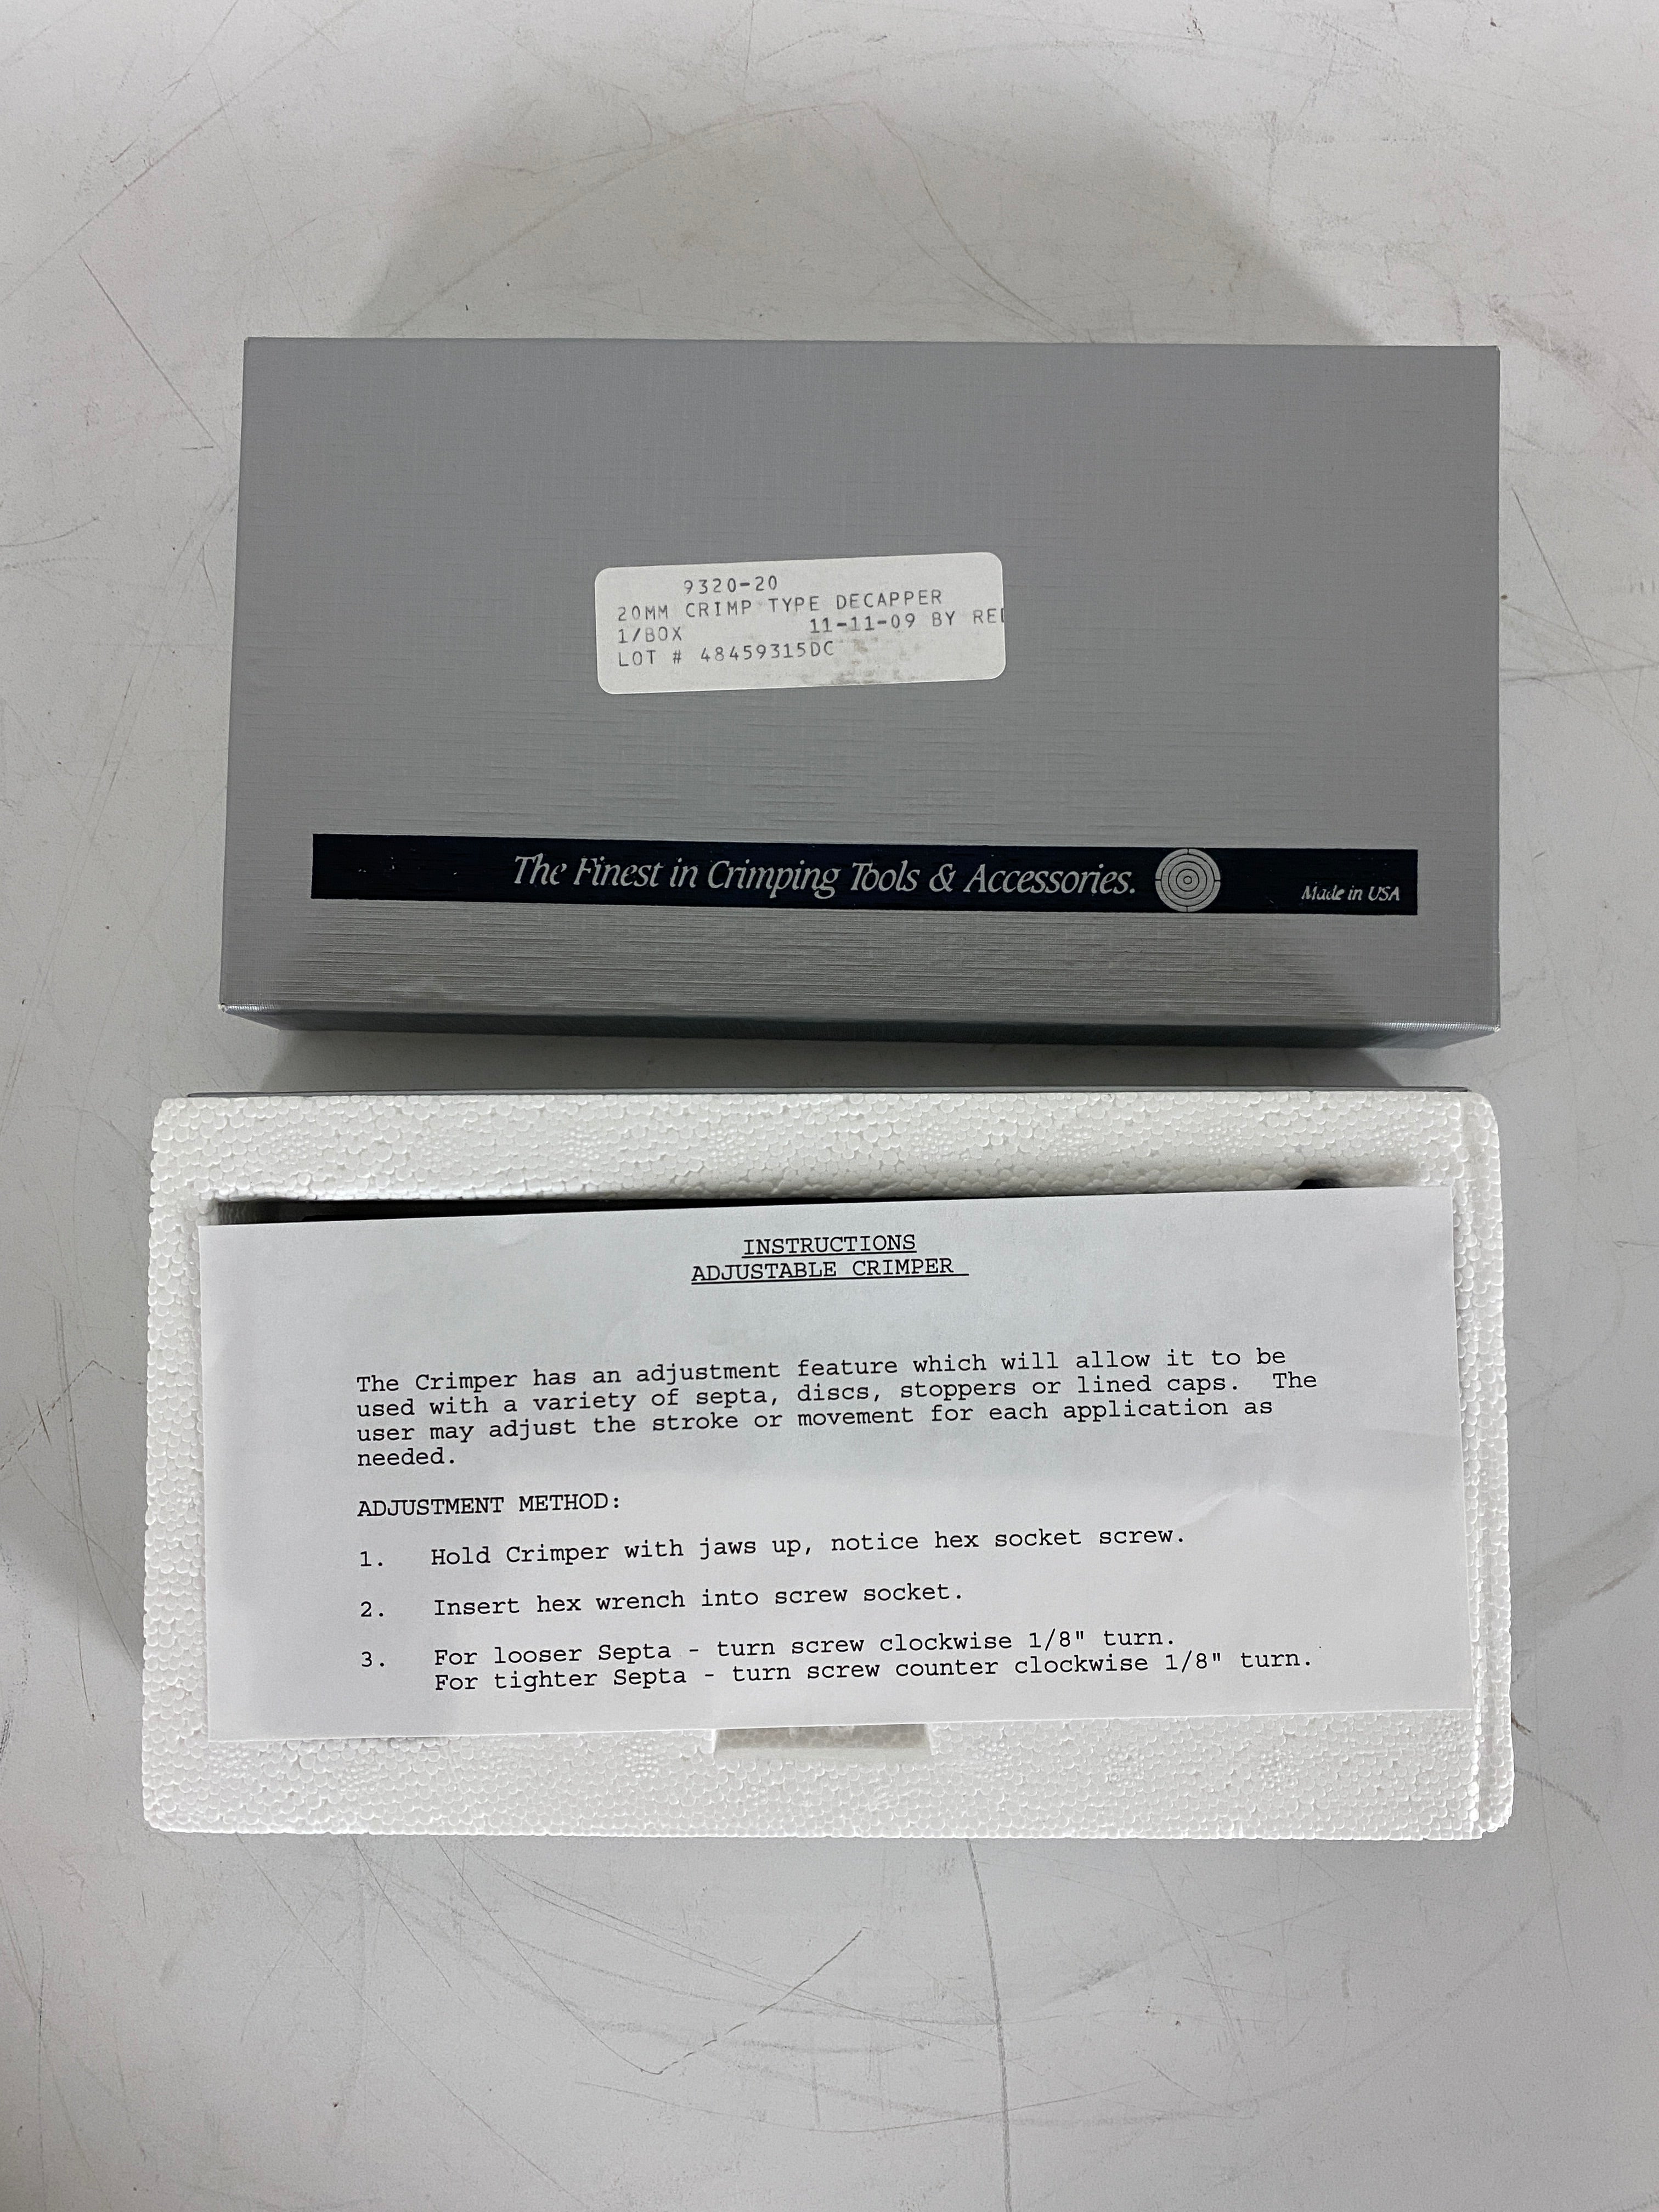 9320-20
20MM CRIMP TYPE DECAPPER
1/BOX 11-11-09 BY
LOT # 48459315DC
The Finest in Crimping Tools & Accessories.
Made in USA
INSTRUCTIONS
ADJUSTABLE CRIMPER
The Crimper has an adjustment feature which will allow it to be
used with a variety of septa, discs, stoppers or lined caps. The
user may adjust the stroke or movement for each application as
needed.
ADJUSTMENT METHOD:
1. Hold Crimper with jaws up, notice hex socket screw.
2. Insert hex wrench into screw socket.
3. For looser Septa - turn screw clockwise 1/8" turn.
For tighter Septa - turn screw counter clockwise 1/8" turn.